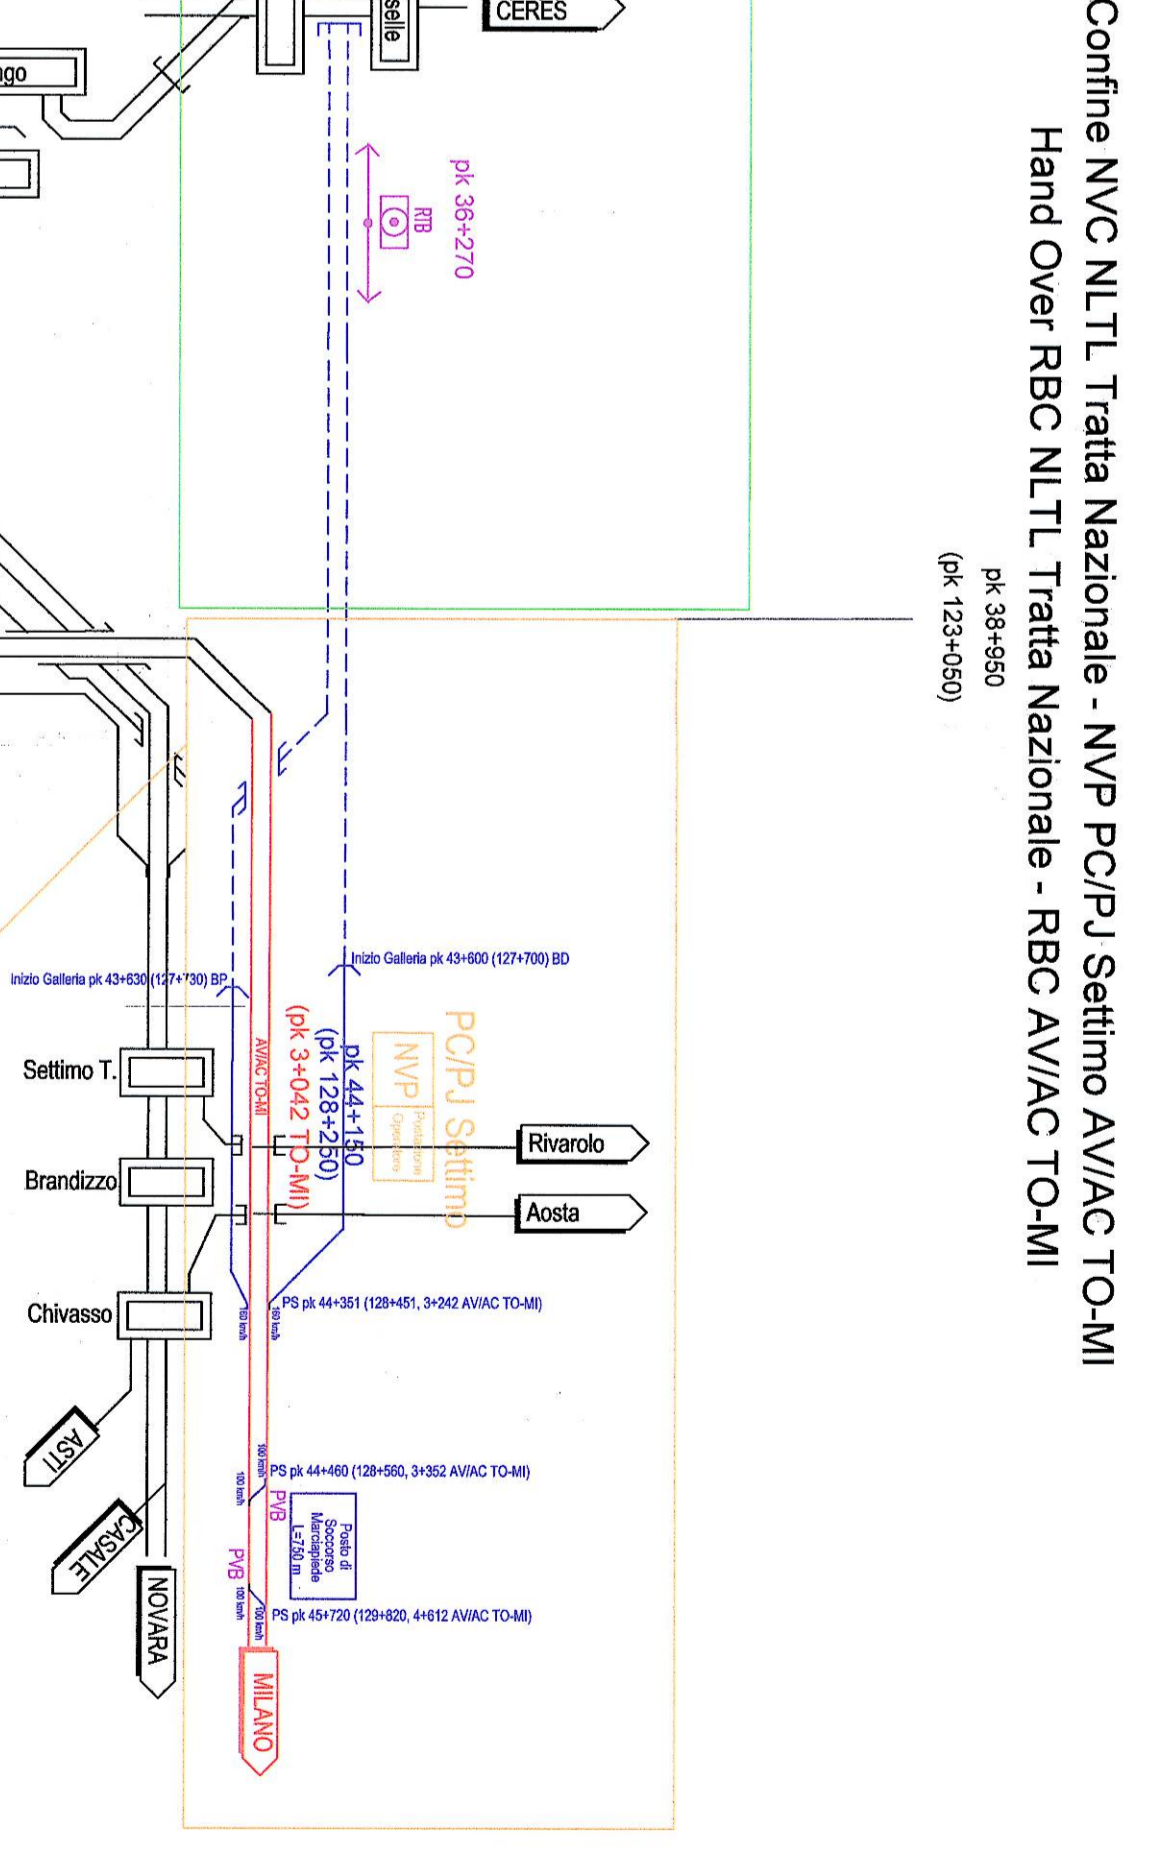 Confine NVC NLTL Tratta Nazionale - NVP PC/PJ Settimo AV/AC TO-MI
Hand Over RBC NLTL Tratta Nazionale - RBC AV/AC TO-MI
pk 38+950
(pk 123+050)
CERES
selle
go
pk 36+270
RTB
Inizio Galleria pk 43+600 (127+700) BD
Inizio Galleria pk 43+630 (127+730) BP
PC/PJ Settimo
NVP
Postazione
Operatore
pk 44+150
(pk 128+250)
(pk 3+042 TO-MI)
AV/AC TO-MI
Settimo T.
Rivarolo
Brandizzo
Aosta
Chivasso
PS pk 44+351 (128+451, 3+242 AV/AC TO-MI)
160 km/h
160 km/h
ASTI
CASALE
NOVARA
PS pk 44+460 (128+560, 3+352 AV/AC TO-MI)
100 km/h
100 km/h
PVB
Posto di
Soccorso
Marciapiede
L=750 m
PVB
PS pk 45+720 (129+820, 4+612 AV/AC TO-MI)
100 km/h
100 km/h
MILANO